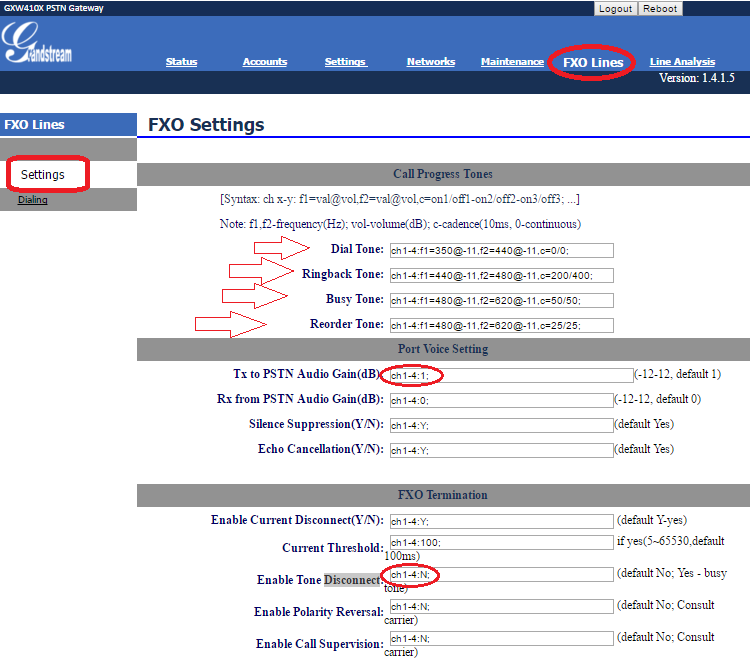 GXW410X PSTN Gateway
Logout Reboot
Grandstream
Status Accounts Settings Networks Maintenance FXO Lines Line Analysis
Version: 1.4.1.5
FXO Lines
Settings
Dialing
FXO Settings
Call Progress Tones
[Syntax: ch x-y: f1=val@vol,f2=val@vol,c=on1/off1-on2/off2-on3/off3; ...]
Note: f1,f2-frequency(Hz); vol-volume(dB); c-cadence(10ms, 0-continuous)
Dial Tone: ch1-4:f1=350@-11,f2=440@-11,c=0/0;
Ringback Tone: ch1-4:f1=440@-11,f2=480@-11,c=200/400;
Busy Tone: ch1-4:f1=480@-11,f2=620@-11,c=50/50;
Reorder Tone: ch1-4:f1=480@-11,f2=620@-11,c=25/25;
Port Voice Setting
Tx to PSTN Audio Gain(dB): ch1-4:1; (-12-12, default 1)
Rx from PSTN Audio Gain(dB): ch1-4:0; (-12-12, default 0)
Silence Suppression(Y/N): ch1-4:Y; (default Yes)
Echo Cancellation(Y/N): ch1-4:Y; (default Yes)
FXO Termination
Enable Current Disconnect(Y/N): ch1-4:Y; (default Y-yes)
Current Threshold: ch1-4:100; if yes(5~65530,default
100ms)
Enable Tone Disconnect: ch1-4:N; (default No; Yes - busy
tone)
Enable Polarity Reversal: ch1-4:N; (default No; Consult
carrier)
Enable Call Supervision: ch1-4:N; (default No; Consult
carrier)